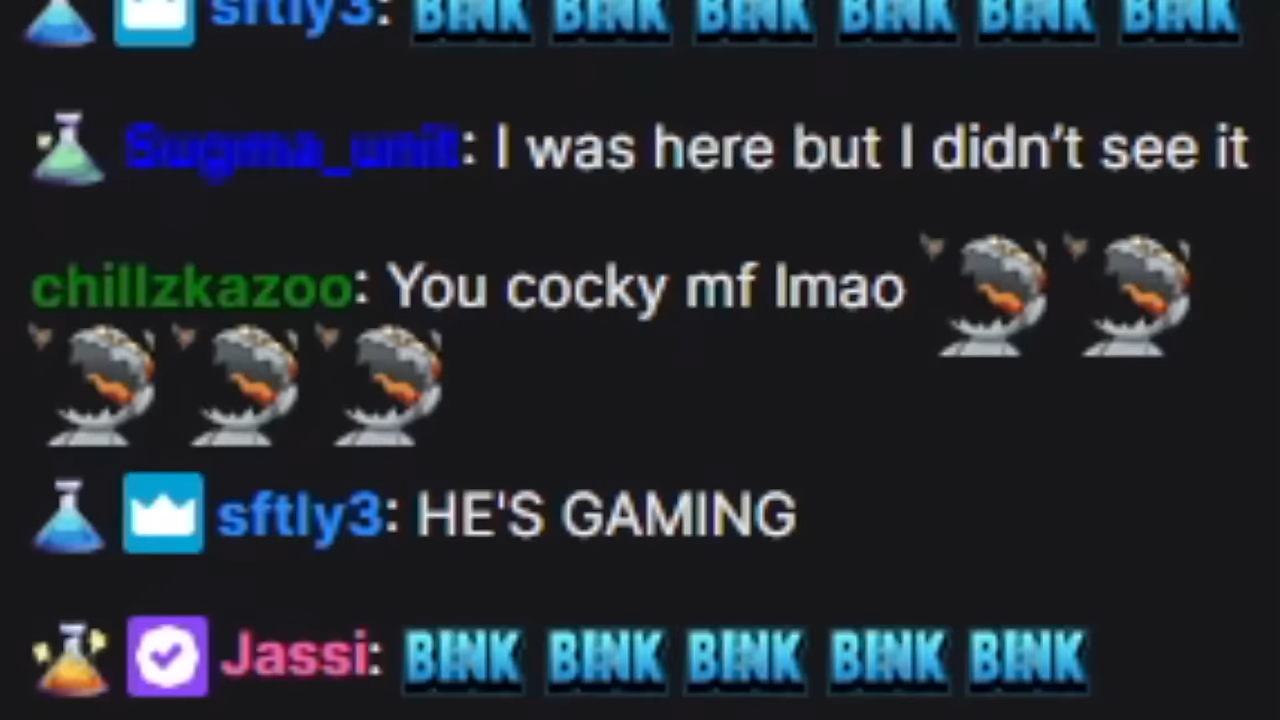 sftly3: BINK BINK BINK BINK BINK BINK
Sugma_unit: I was here but I didn't see it
chillzkazoo: You cocky mf lmao
sftly3: HE'S GAMING
Jassi: BINK BINK BINK BINK BINK